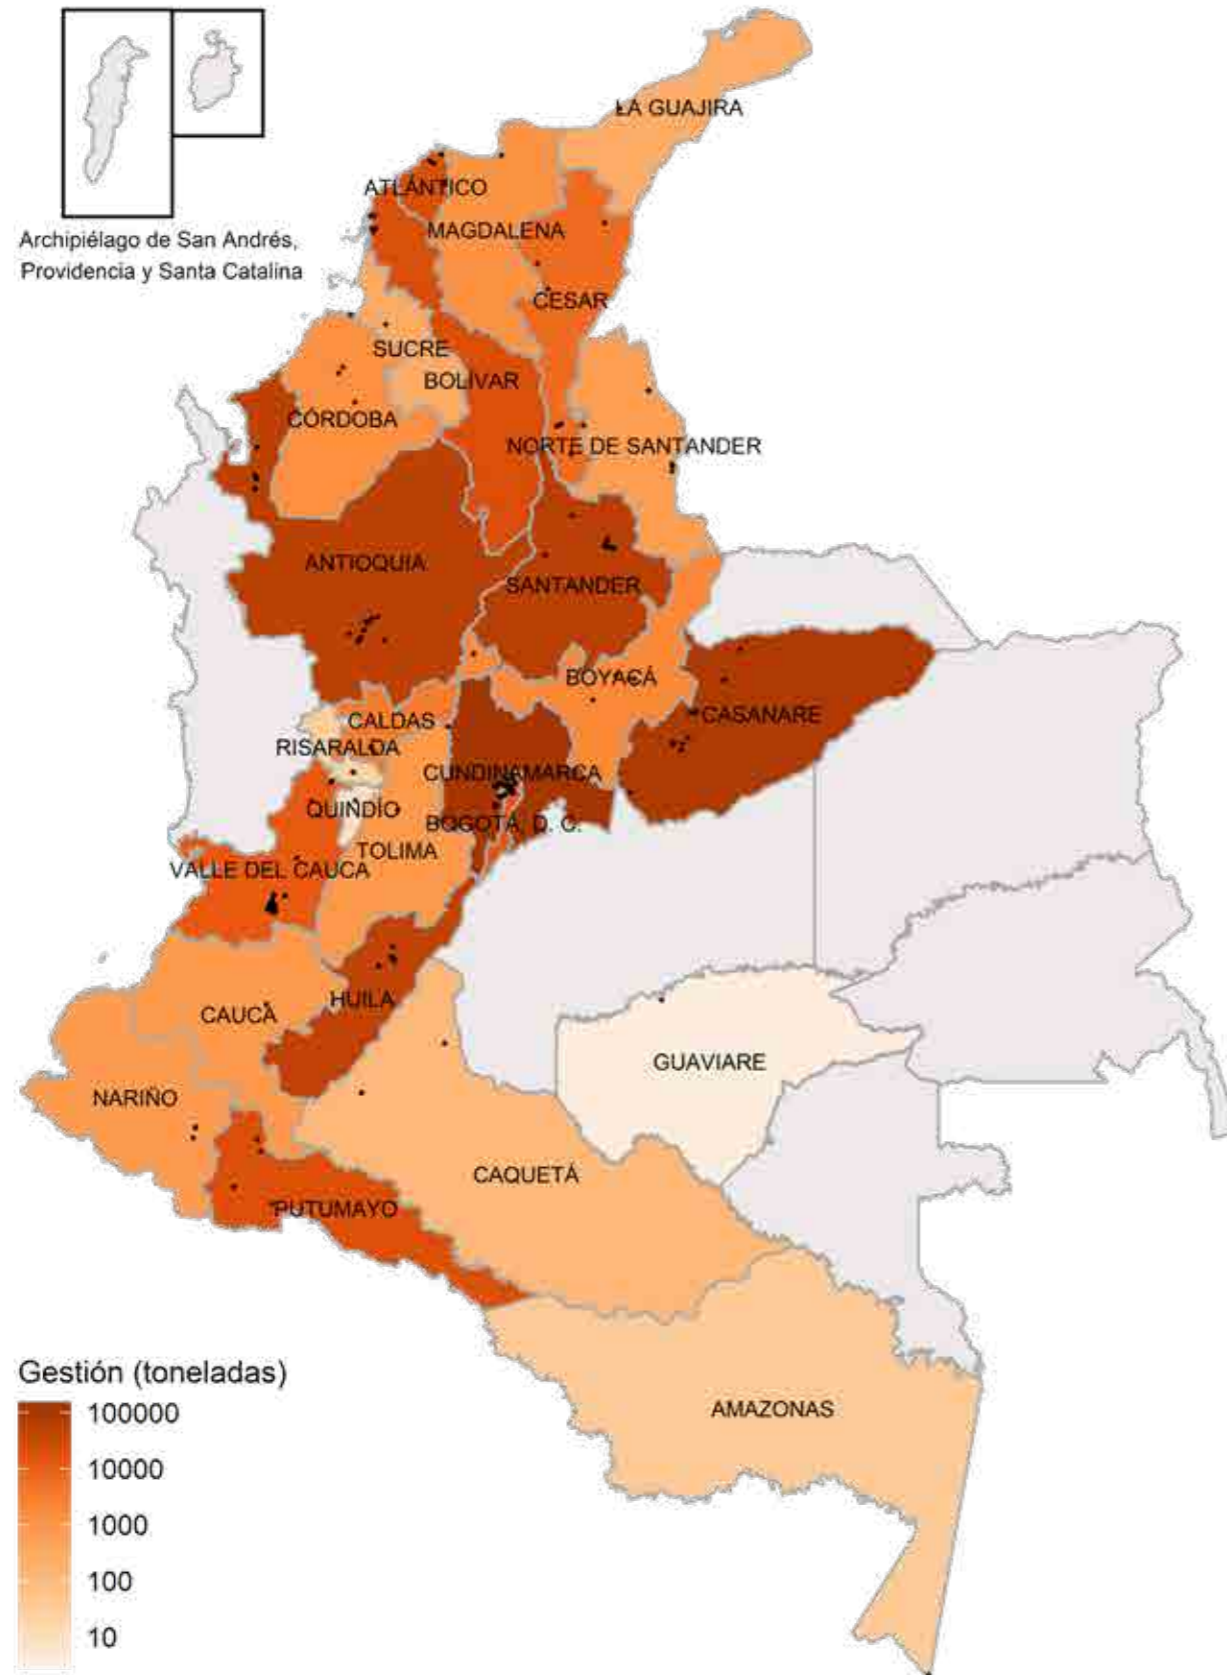 LA GUAJIRA
ATLÁNTICO
MAGDALENA
Archipiélago de San Andrés,
Providencia y Santa Catalina
CESAR
SUCRE
BOLÍVAR
CÓRDOBA
NORTE DE SANTANDER
ANTIOQUIA
SANTANDER
BOYACÁ
CALDAS
CASANARE
RISARALDA
CUNDINAMARCA
QUINDÍO
BOGOTÁ, D. C.
TOLIMA
VALLE DEL CAUCA
HUILA
CAUCA
GUAVIARE
NARIÑO
CAQUETÁ
PUTUMAYO
Gestión (toneladas)
100000
AMAZONAS
10000
1000
100
10